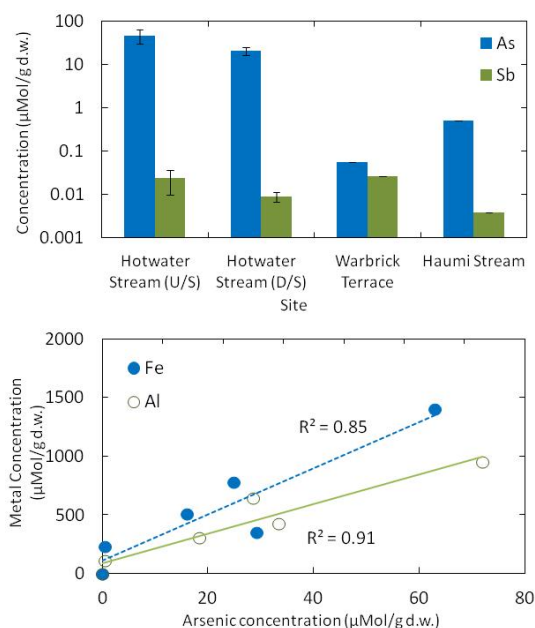 Concentration (µMol/g d.w.)
100
10
1
0.1
0.01
0.001
As
Sb
Hotwater Stream (U/S)
Hotwater Stream (D/S)
Warbrick Terrace
Haumi Stream
Site
Metal Concentration
(µMol/g d.w.)
2000
1500
1000
500
0
Fe
Al
R² = 0.85
R² = 0.91
0 20 40 60 80
Arsenic concentration (µMol/g d.w.)